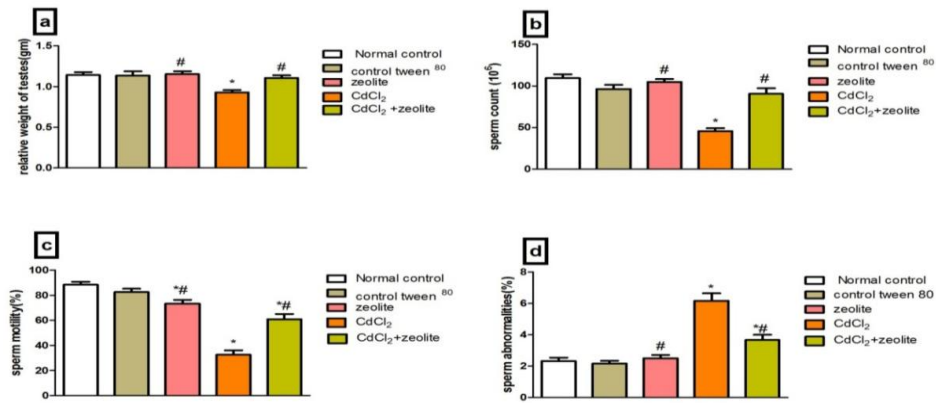 a
relative weight of testes(gm)
1.5
1.0
0.5
0.0
#
*
#
Normal control
control tween 80
zeolite
CdCl2
CdCl2 +zeolite
b
sperm count (10⁶)
150
100
50
0
#
*
#
Normal control
control tween 80
zeolite
CdCl2
CdCl2+zeolite
c
sperm motility(%)
100
80
60
40
20
0
*#
*
*#
Normal control
control tween 80
zeolite
CdCl2
CdCl2+zeolite
d
sperm abnormalities(%)
8
6
4
2
0
#
*
*#
Normal control
control tween 80
zeolite
CdCl2
CdCl2+zeolite